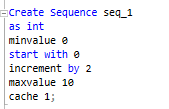 Create Sequence seq_1
as int
minvalue 0
start with 0
increment by 2
maxvalue 10
cache 1;